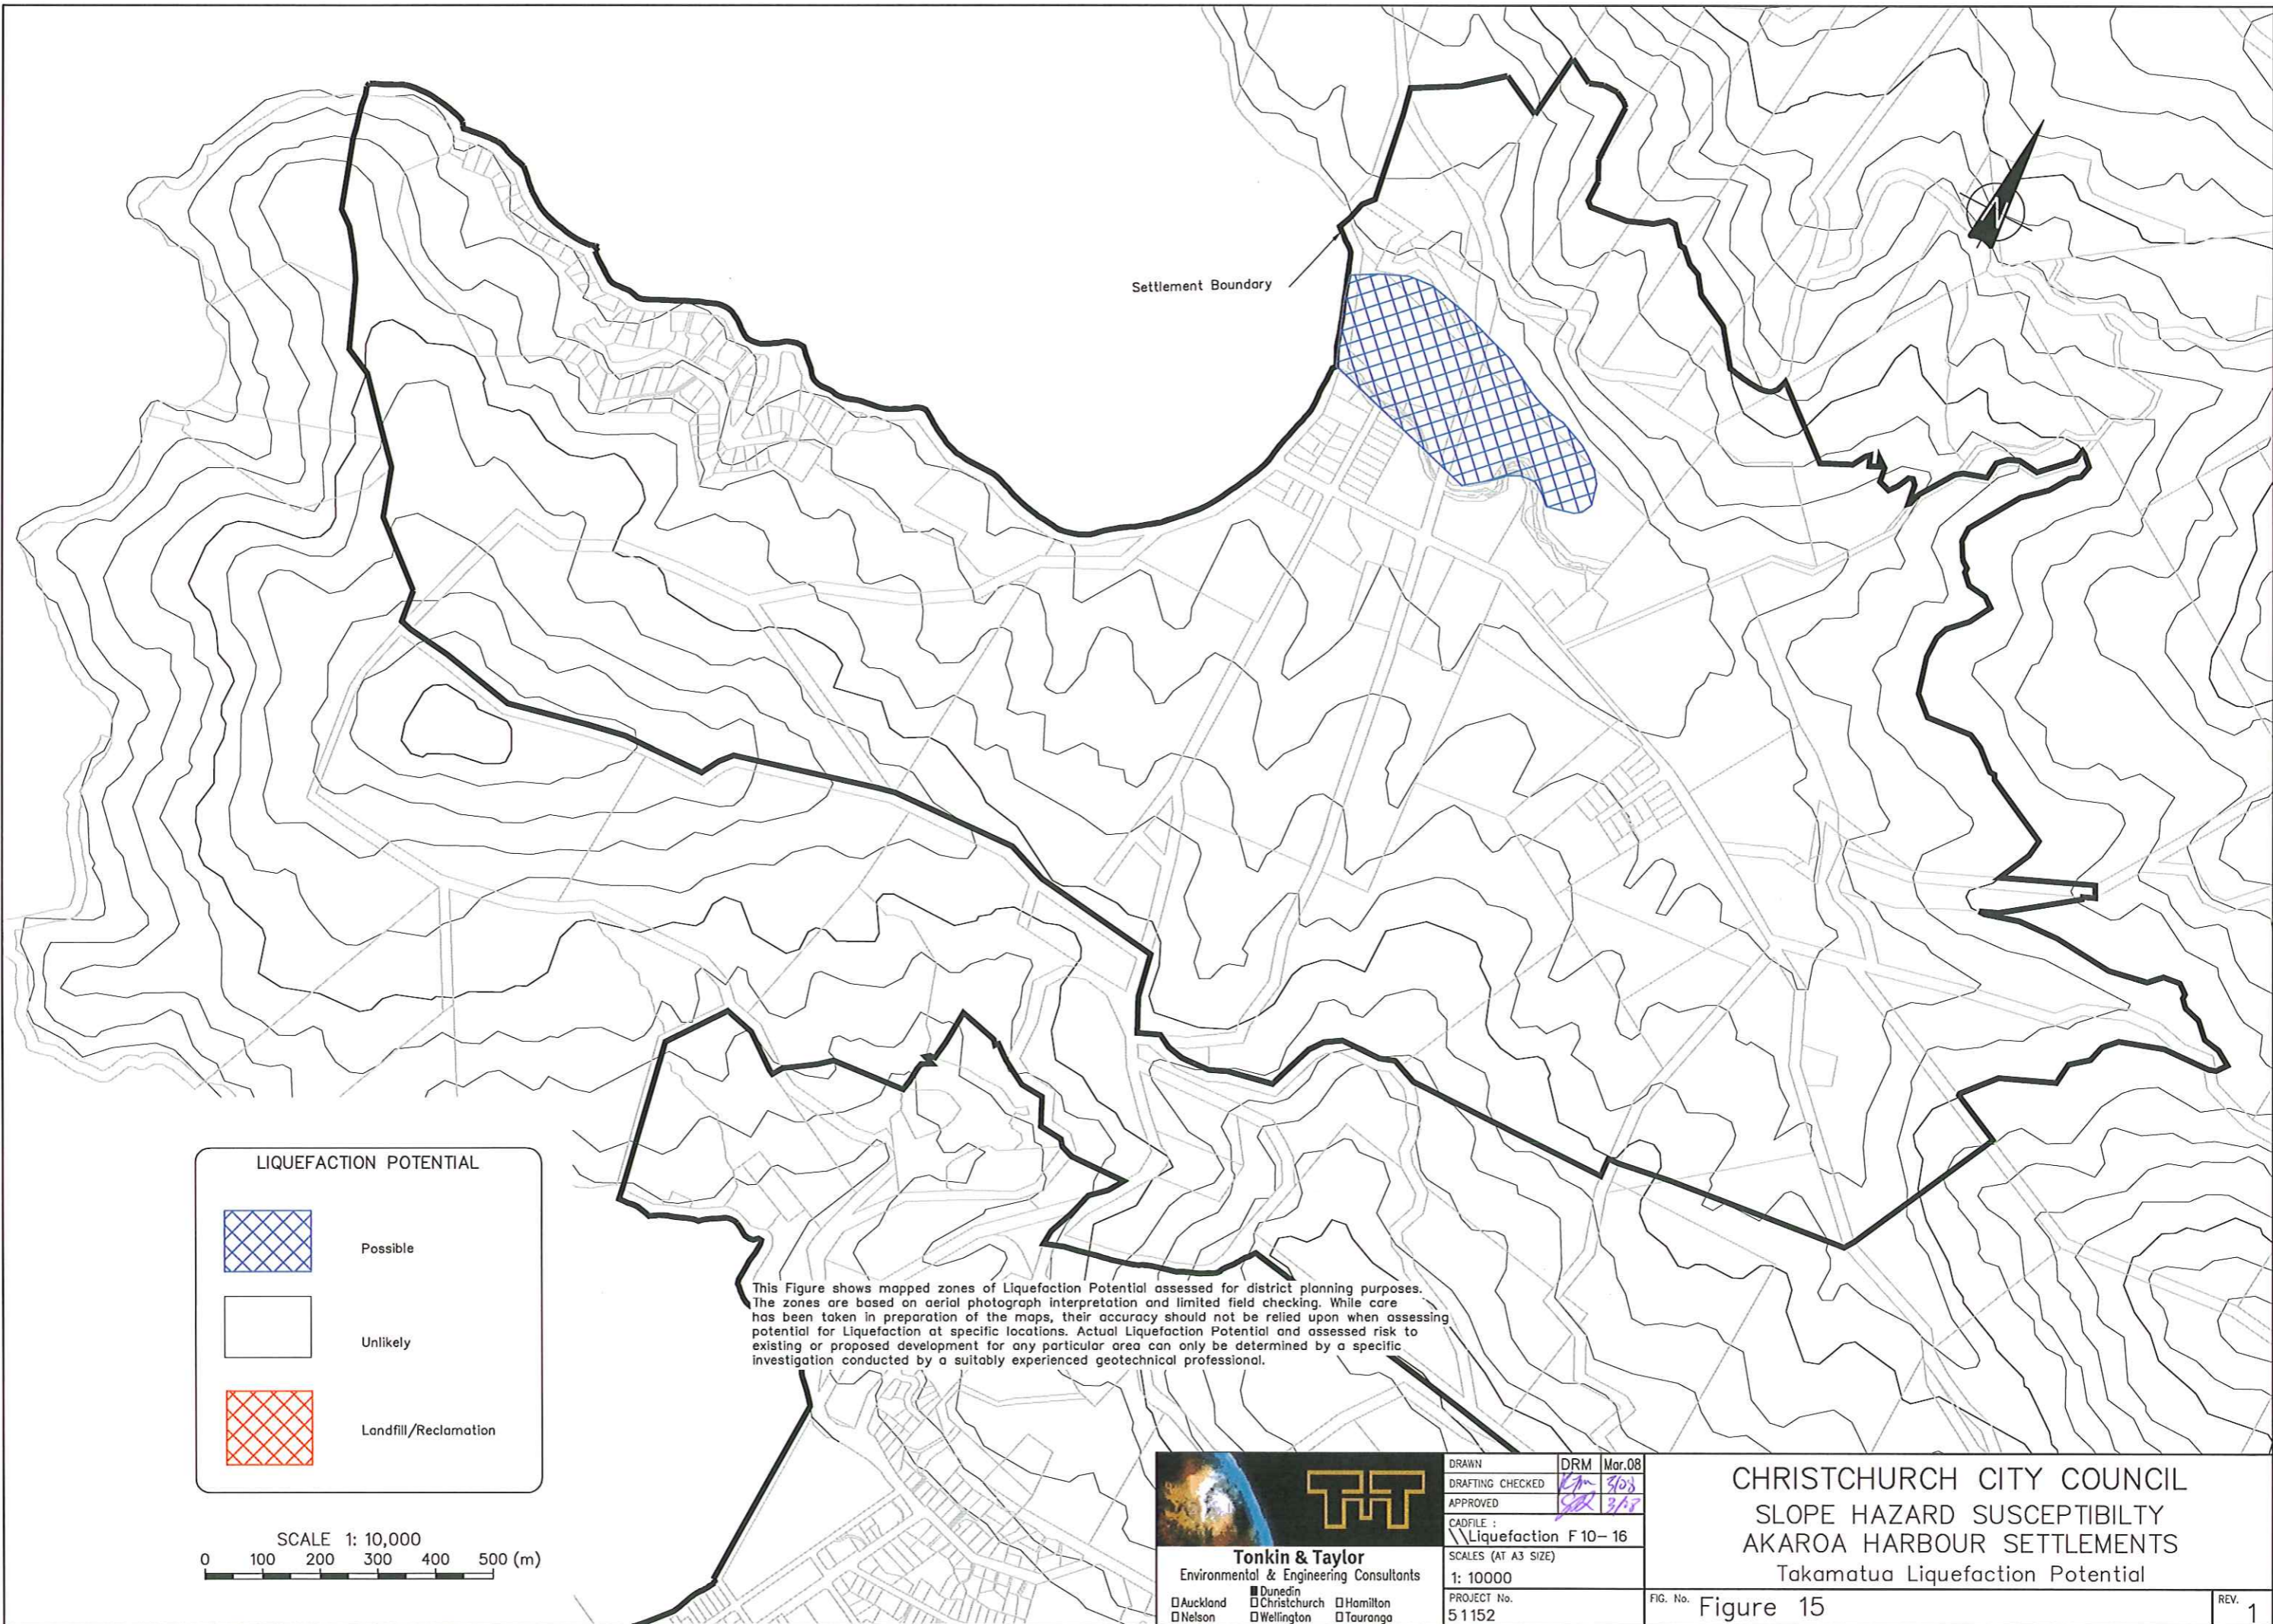 Settlement Boundary
N
LIQUEFACTION POTENTIAL
Possible
Unlikely
Landfill/Reclamation
SCALE 1: 10,000
0 100 200 300 400 500 (m)
This Figure shows mapped zones of Liquefaction Potential assessed for district planning purposes.
The zones are based on aerial photograph interpretation and limited field checking. While care
has been taken in preparation of the maps, their accuracy should not be relied upon when assessing
potential for Liquefaction at specific locations. Actual Liquefaction Potential and assessed risk to
existing or proposed development for any particular area can only be determined by a specific
investigation conducted by a suitably experienced geotechnical professional.
Tonkin & Taylor
Environmental & Engineering Consultants
Dunedin
Auckland Christchurch Hamilton
Nelson Wellington Tauranga
DRAWN DRM Mar.08
DRAFTING CHECKED 3/08
APPROVED
CADFILE :
\\Liquefaction F10-16
SCALES (AT A3 SIZE)
1: 10000
PROJECT No.
51152
CHRISTCHURCH CITY COUNCIL
SLOPE HAZARD SUSCEPTIBILTY
AKAROA HARBOUR SETTLEMENTS
Takamatua Liquefaction Potential
FIG. No. Figure 15
REV. 1